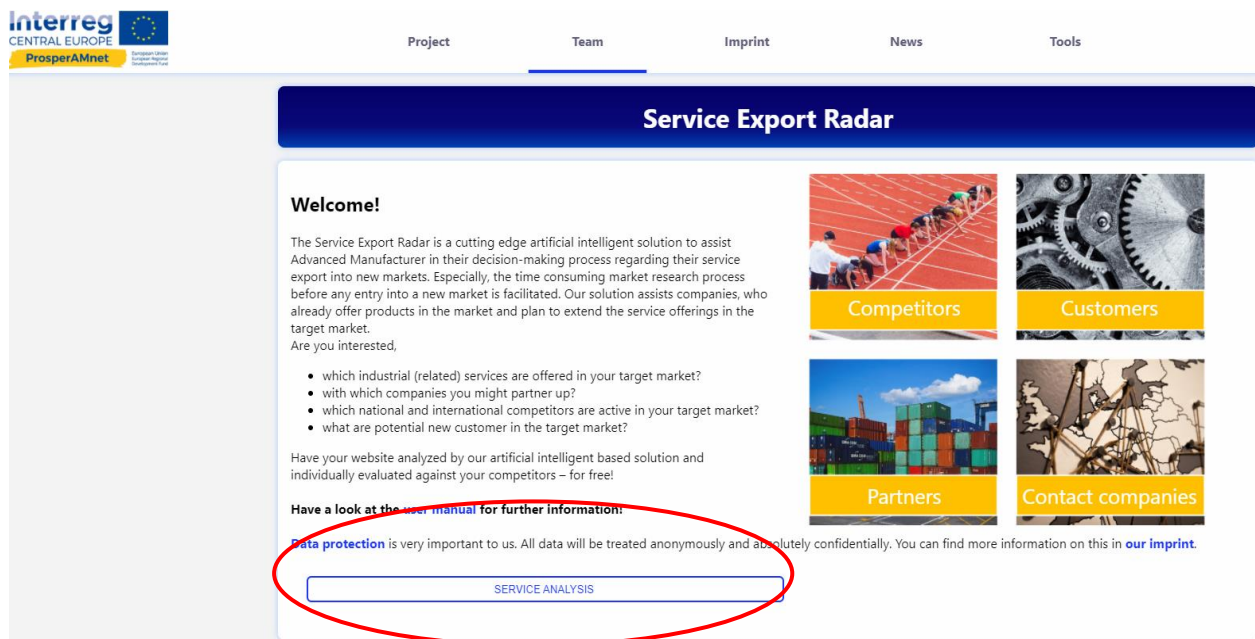 Interreg
CENTRAL EUROPE
ProsperAMnet
European Union
European Regional
Development Fund
Project
Team
Imprint
News
Tools
Service Export Radar
Welcome!
The Service Export Radar is a cutting edge artificial intelligent solution to assist
Advanced Manufacturer in their decision-making process regarding their service
export into new markets. Especially, the time consuming market research process
before any entry into a new market is facilitated. Our solution assists companies, who
already offer products in the market and plan to extend the service offerings in the
target market.
Are you interested,
• which industrial (related) services are offered in your target market?
• with which companies you might partner up?
• which national and international competitors are active in your target market?
• what are potential new customer in the target market?
Have your website analyzed by our artificial intelligent based solution and
individually evaluated against your competitors – for free!
Have a look at the user manual for further information!
Data protection is very important to us. All data will be treated anonymously and absolutely confidentially. You can find more information on this in our imprint.
SERVICE ANALYSIS
Competitors
Customers
Partners
Contact companies